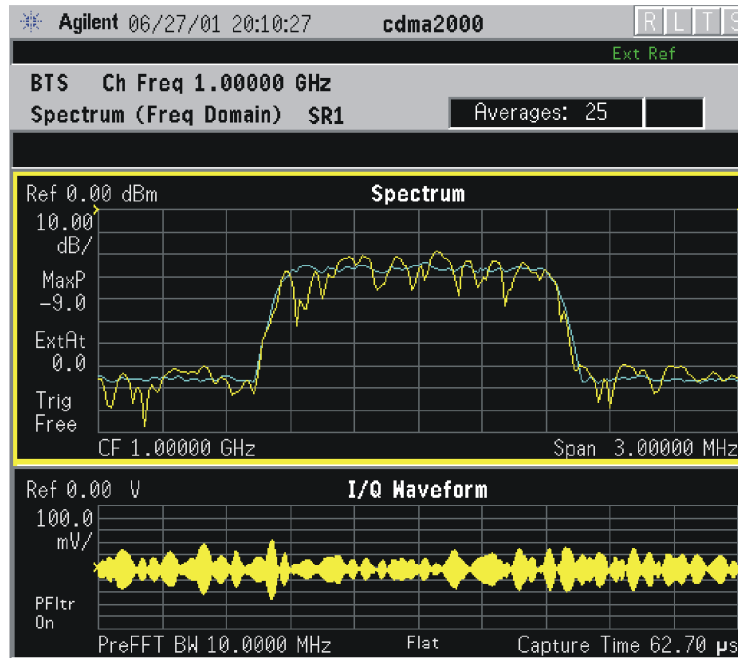 Agilent 06/27/01 20:10:27 cdma2000 R L T S
Ext Ref
BTS Ch Freq 1.00000 GHz
Spectrum (Freq Domain) SR1 Averages: 25
Ref 0.00 dBm Spectrum
10.00
dB/
MaxP
-9.0
ExtAt
0.0
Trig
Free
CF 1.00000 GHz Span 3.00000 MHz
Ref 0.00 V I/Q Waveform
100.0
mV/
PFltr
On
PreFFT BW 10.0000 MHz Flat Capture Time 62.70 µs